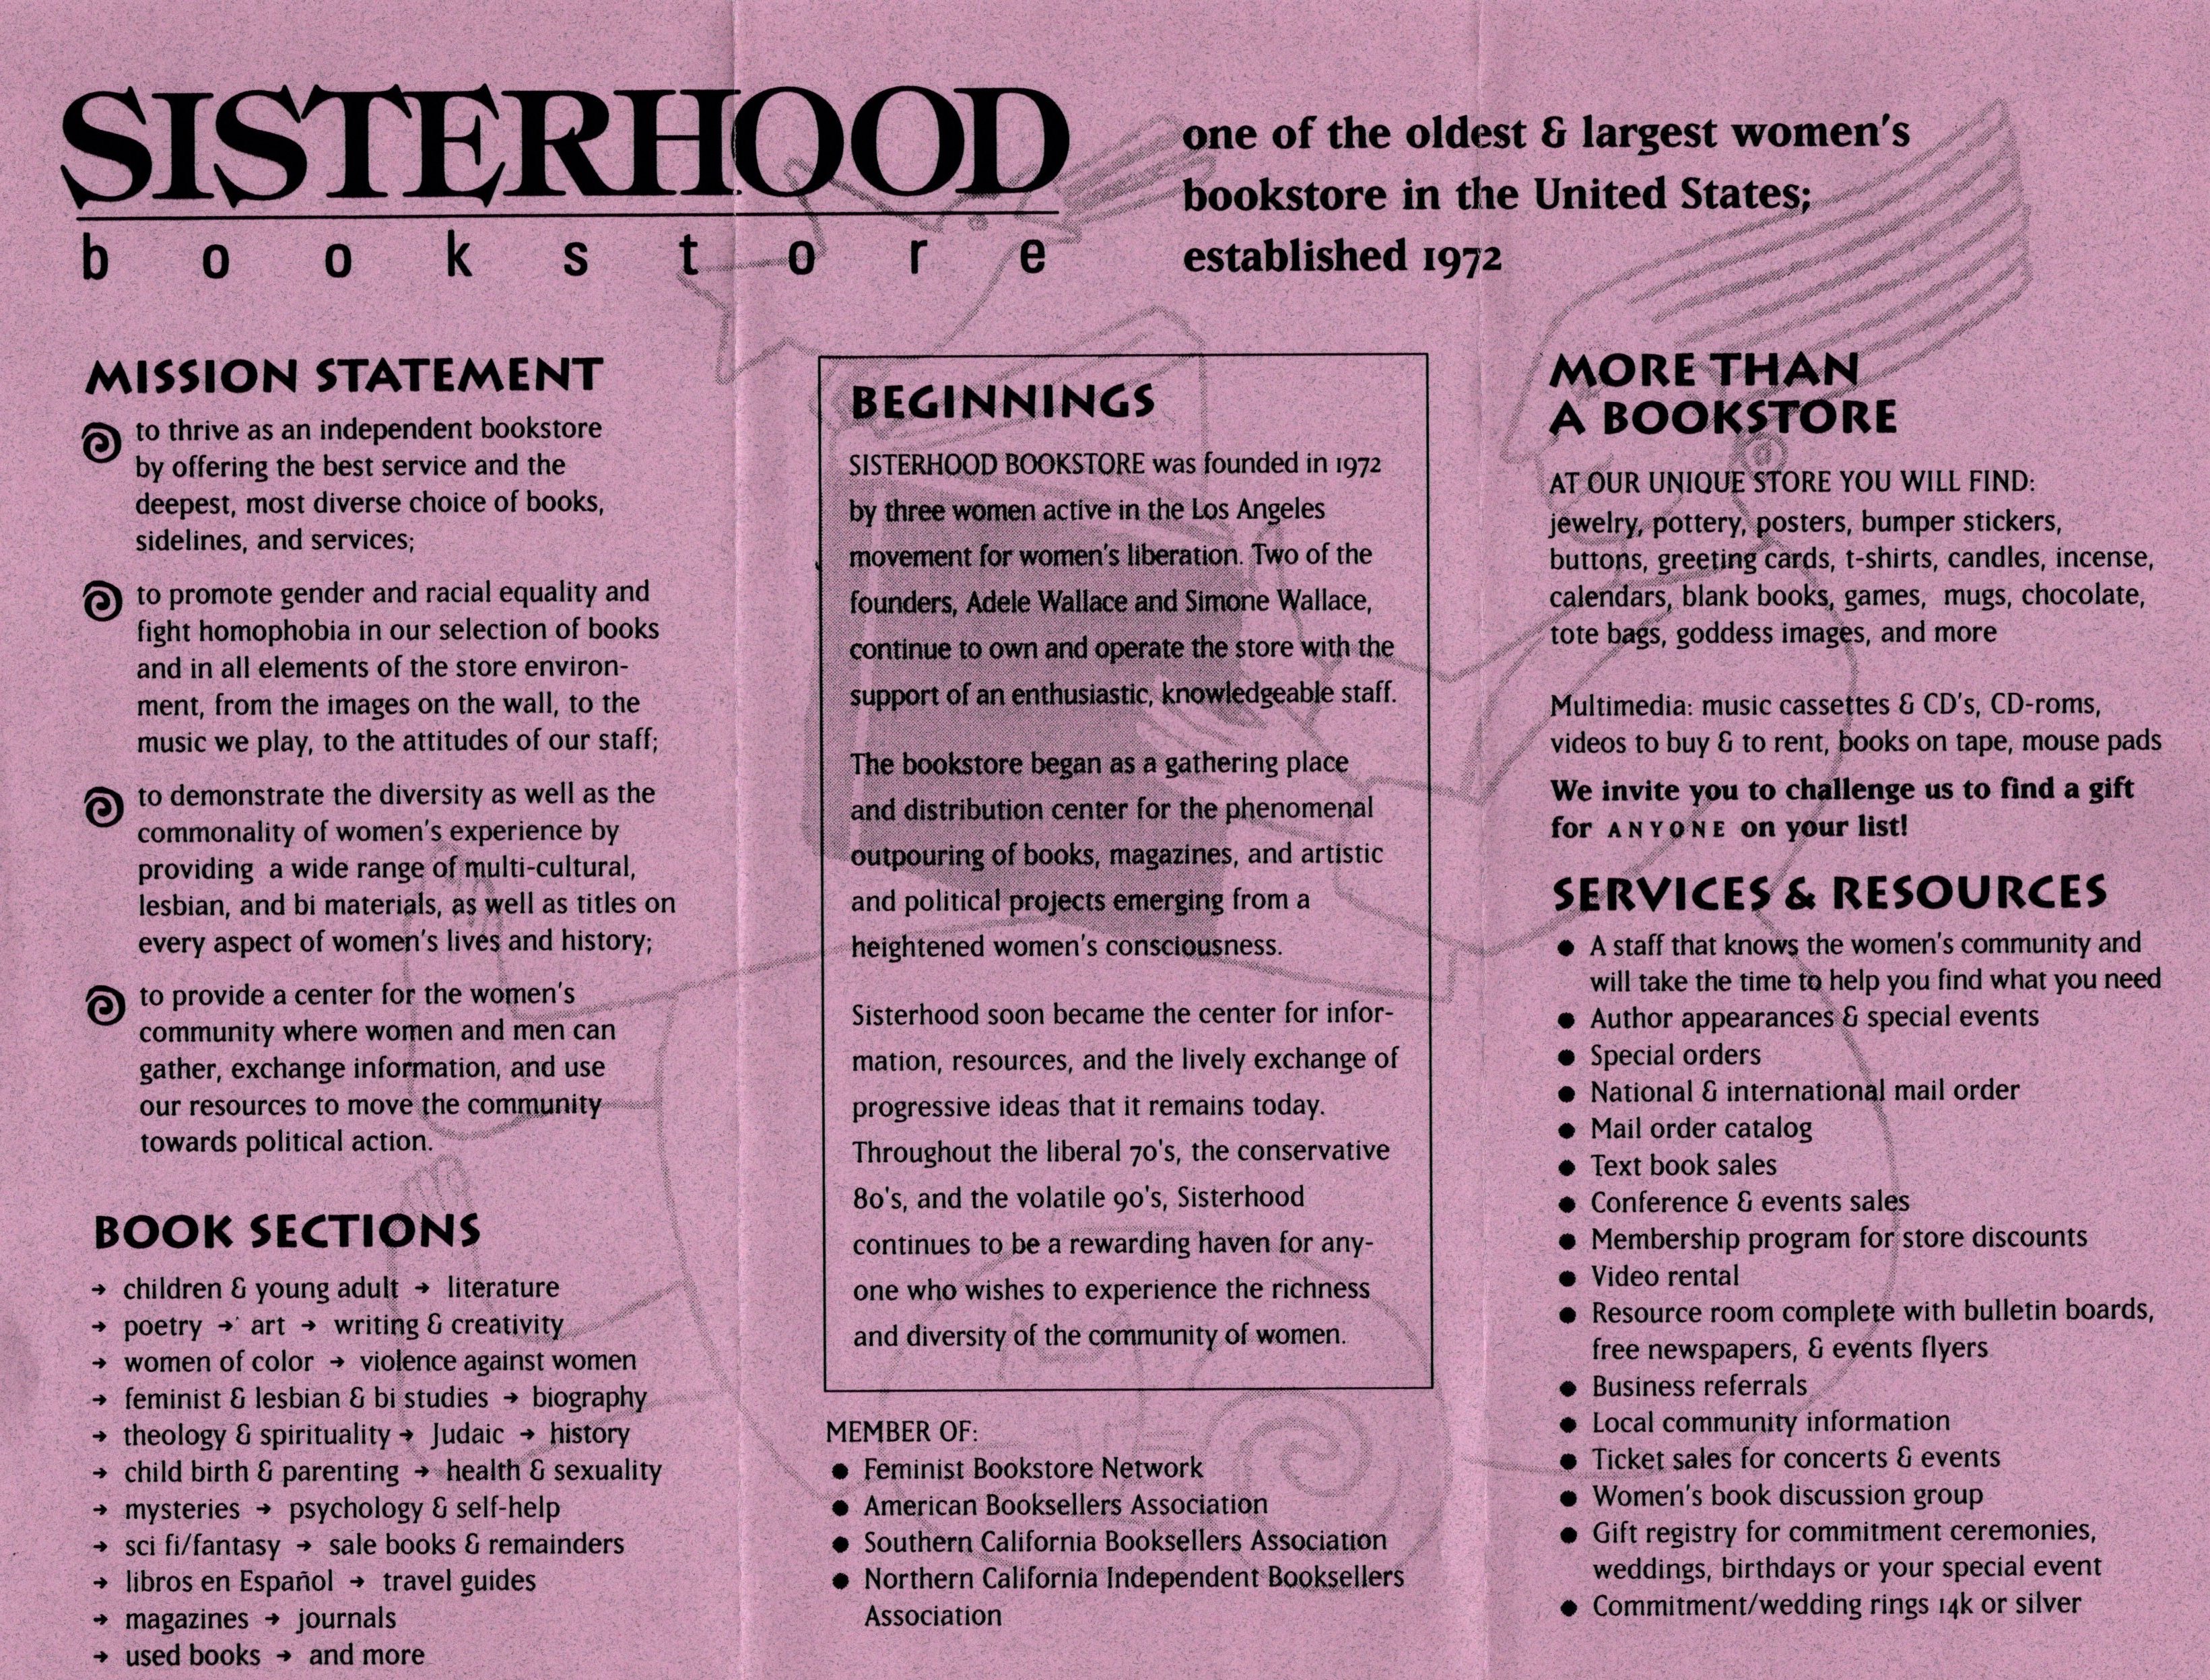 SISTERHOOD
bookstore
one of the oldest & largest women's
bookstore in the United States;
established 1972
MISSION STATEMENT
to thrive as an independent bookstore
by offering the best service and the
deepest, most diverse choice of books,
sidelines, and services;
to promote gender and racial equality and
fight homophobia in our selection of books
and in all elements of the store environ-
ment, from the images on the wall, to the
music we play, to the attitudes of our staff;
to demonstrate the diversity as well as the
commonality of women's experience by
providing a wide range of multi-cultural,
lesbian, and bi materials, as well as titles on
every aspect of women's lives and history;
to provide a center for the women's
community where women and men can
gather, exchange information, and use
our resources to move the community
towards political action.
BOOK SECTIONS
→ children & young adult → literature
→ poetry → art → writing & creativity
→ women of color → violence against women
→ feminist & lesbian & bi studies → biography
→ theology & spirituality → Judaic → history
→ child birth & parenting → health & sexuality
→ mysteries → psychology & self-help
→ sci fi/fantasy → sale books & remainders
→ libros en Español → travel guides
→ magazines → journals
→ used books → and more
BEGINNINGS
SISTERHOOD BOOKSTORE was founded in 1972
by three women active in the Los Angeles
movement for women's liberation. Two of the
founders, Adele Wallace and Simone Wallace,
continue to own and operate the store with the
support of an enthusiastic, knowledgeable staff.
The bookstore began as a gathering place
and distribution center for the phenomenal
outpouring of books, magazines, and artistic
and political projects emerging from a
heightened women's consciousness.
Sisterhood soon became the center for infor-
mation, resources, and the lively exchange of
progressive ideas that it remains today.
Throughout the liberal 70's, the conservative
80's, and the volatile 90's, Sisterhood
continues to be a rewarding haven for any-
one who wishes to experience the richness
and diversity of the community of women.
MEMBER OF:
● Feminist Bookstore Network
● American Booksellers Association
● Southern California Booksellers Association
● Northern California Independent Booksellers
Association
MORE THAN
A BOOKSTORE
AT OUR UNIQUE STORE YOU WILL FIND:
jewelry, pottery, posters, bumper stickers,
buttons, greeting cards, t-shirts, candles, incense,
calendars, blank books, games, mugs, chocolate,
tote bags, goddess images, and more
Multimedia: music cassettes & CD's, CD-roms,
videos to buy & to rent, books on tape, mouse pads
We invite you to challenge us to find a gift
for ANYONE on your list!
SERVICES & RESOURCES
● A staff that knows the women's community and
will take the time to help you find what you need
● Author appearances & special events
● Special orders
● National & international mail order
● Mail order catalog
● Text book sales
● Conference & events sales
● Membership program for store discounts
● Video rental
● Resource room complete with bulletin boards,
free newspapers, & events flyers
● Business referrals
● Local community information
● Ticket sales for concerts & events
● Women's book discussion group
● Gift registry for commitment ceremonies,
weddings, birthdays or your special event
● Commitment/wedding rings 14k or silver